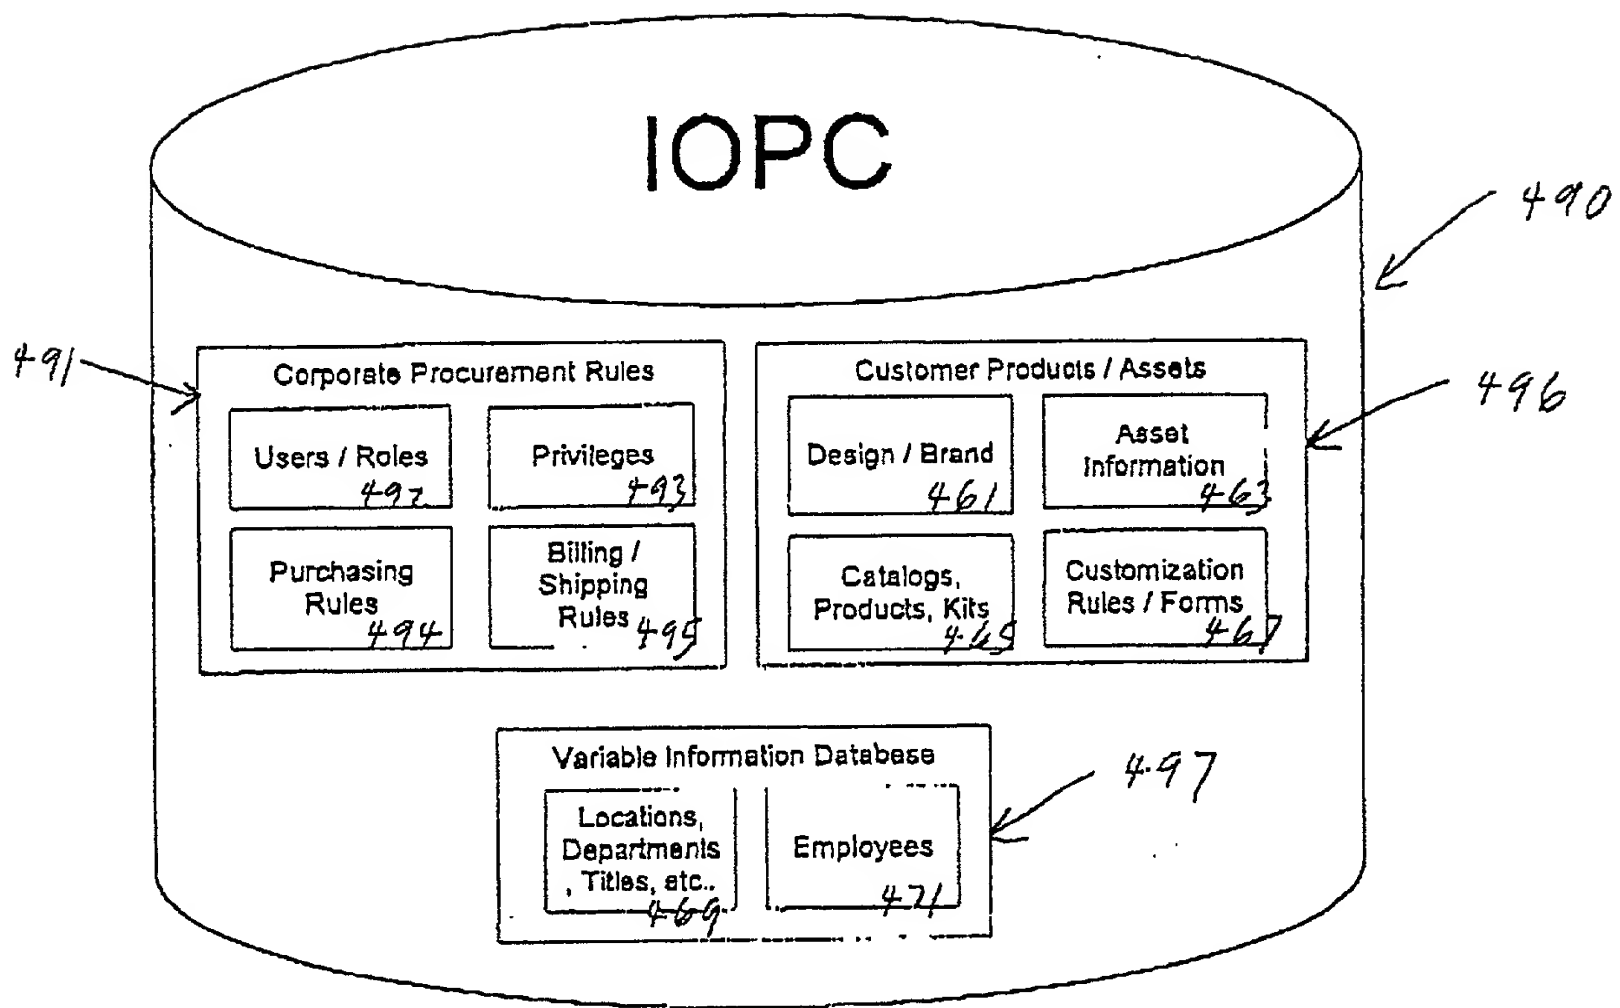 IOPC
490
491
Corporate Procurement Rules
Users / Roles
492
Privileges
493
Purchasing
Rules
494
Billing /
Shipping
Rules
495
Customer Products / Assets
496
Design / Brand
461
Asset
Information
463
Catalogs,
Products, Kits
465
Customization
Rules / Forms
467
Variable Information Database
497
Locations,
Departments
, Titles, etc..
469
Employees
471